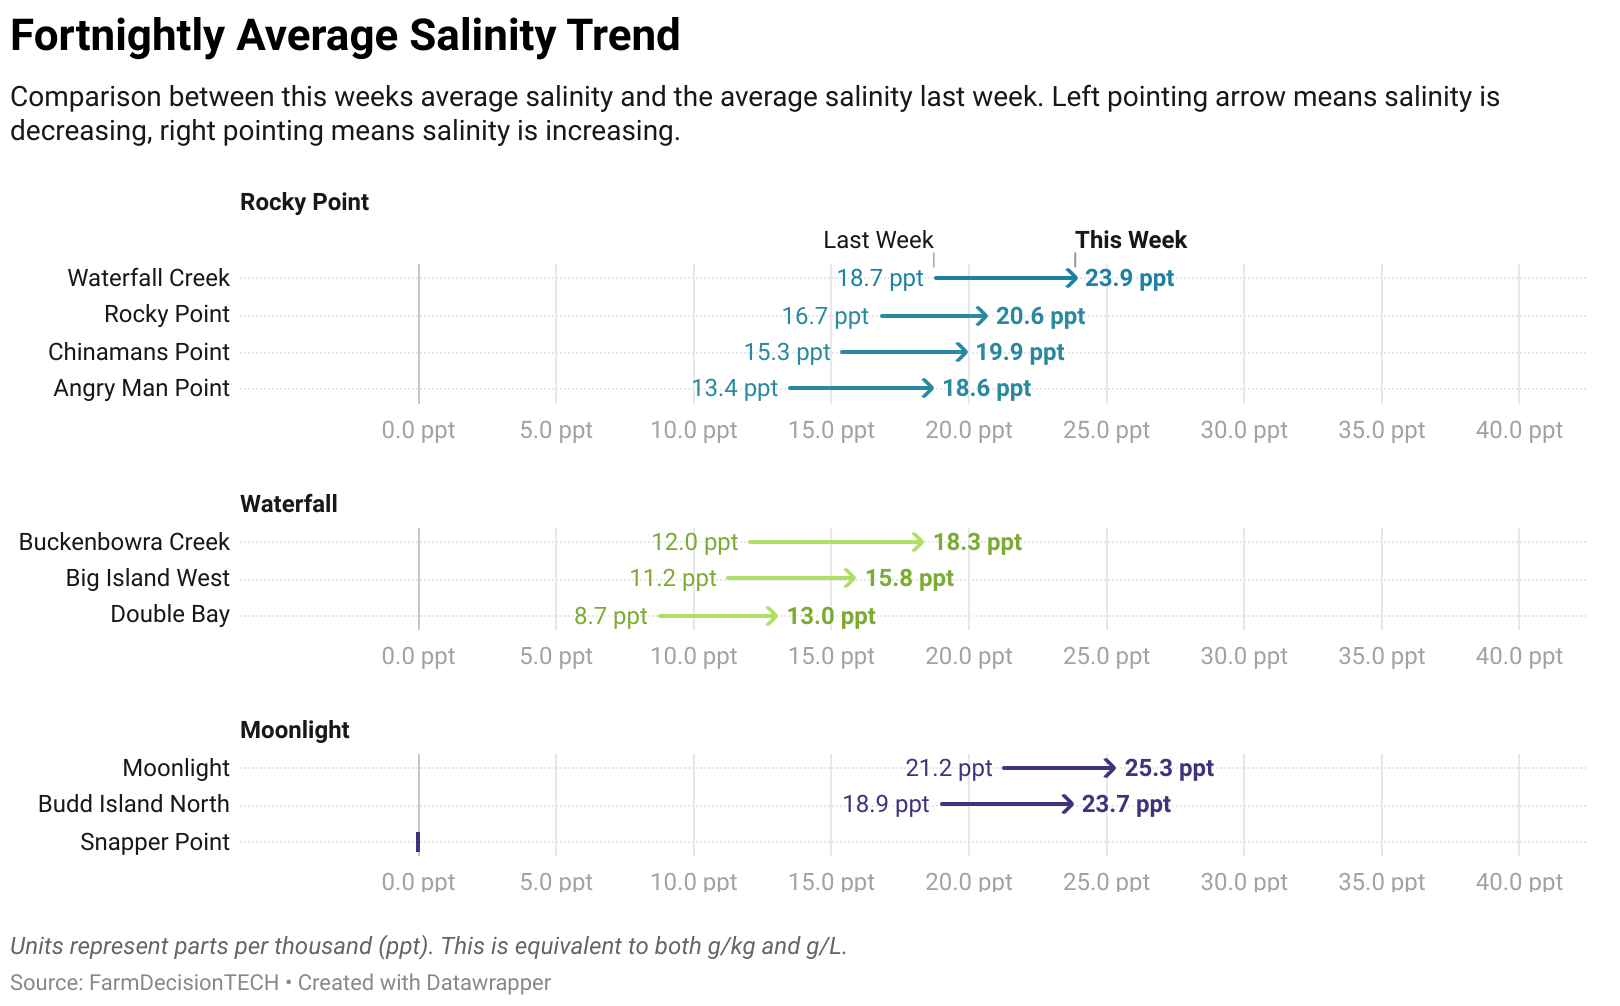 Fortnightly Average Salinity Trend
Comparison between this weeks average salinity and the average salinity last week. Left pointing arrow means salinity is
decreasing, right pointing means salinity is increasing.
Rocky Point
Last Week This Week
Waterfall Creek 18.7 ppt 23.9 ppt
Rocky Point 16.7 ppt 20.6 ppt
Chinamans Point 15.3 ppt 19.9 ppt
Angry Man Point 13.4 ppt 18.6 ppt
0.0 ppt 5.0 ppt 10.0 ppt 15.0 ppt 20.0 ppt 25.0 ppt 30.0 ppt 35.0 ppt 40.0 ppt
Waterfall
Buckenbowra Creek 12.0 ppt 18.3 ppt
Big Island West 11.2 ppt 15.8 ppt
Double Bay 8.7 ppt 13.0 ppt
0.0 ppt 5.0 ppt 10.0 ppt 15.0 ppt 20.0 ppt 25.0 ppt 30.0 ppt 35.0 ppt 40.0 ppt
Moonlight
Moonlight 21.2 ppt 25.3 ppt
Budd Island North 18.9 ppt 23.7 ppt
Snapper Point
0.0 ppt 5.0 ppt 10.0 ppt 15.0 ppt 20.0 ppt 25.0 ppt 30.0 ppt 35.0 ppt 40.0 ppt
Units represent parts per thousand (ppt). This is equivalent to both g/kg and g/L.
Source: FarmDecisionTECH • Created with Datawrapper